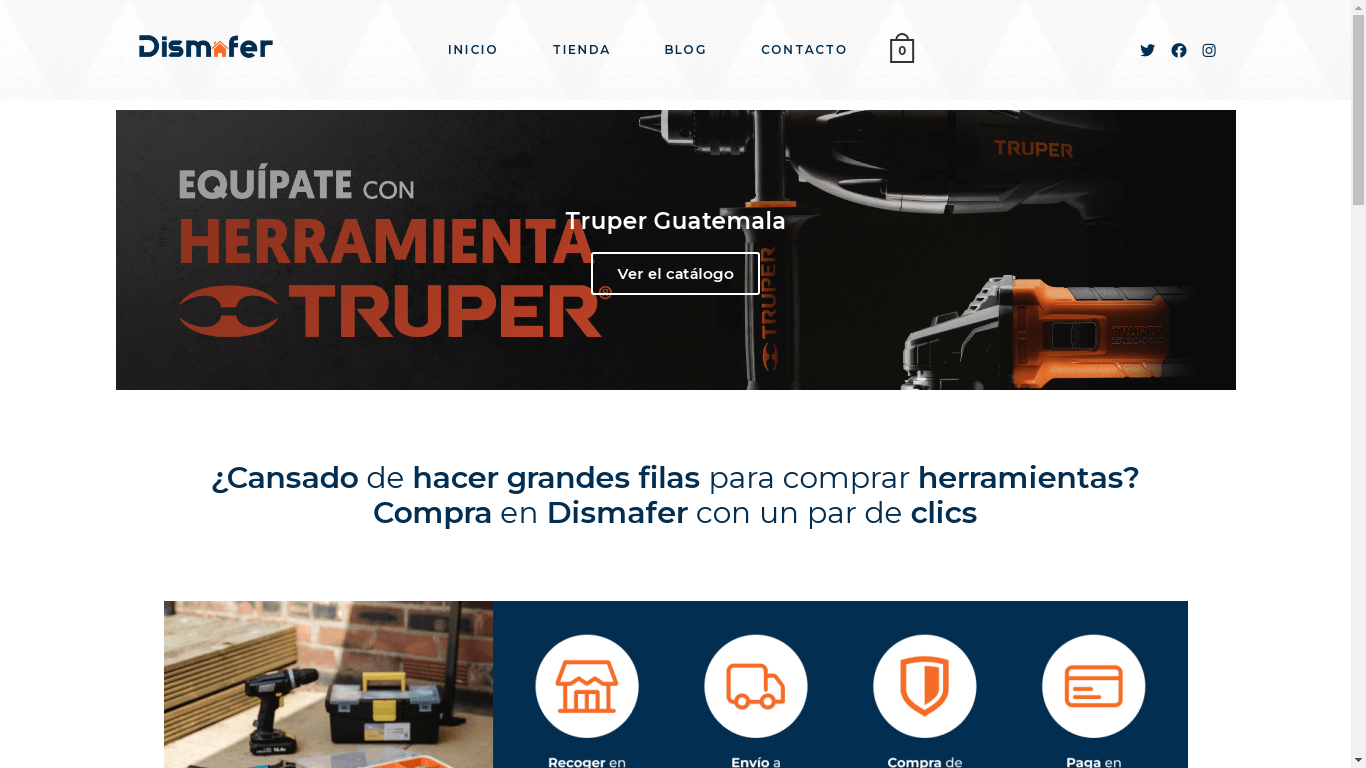 Dismafer
INICIO
TIENDA
BLOG
CONTACTO
0
EQUÍPATE CON
HERRAMIENTA
TRUPER®
TRUPER
TRUPER
TRUPER
Truper Guatemala
Ver el catálogo
¿Cansado de hacer grandes filas para comprar herramientas?
Compra en Dismafer con un par de clics
Recoger en
Envío a
Compra de
Paga en